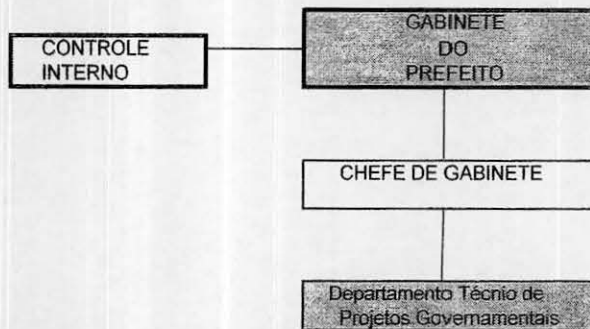 CONTROLE
INTERNO
GABINETE
DO
PREFEITO
CHEFE DE GABINETE
Departamento Técnio de
Projetos Governamentais